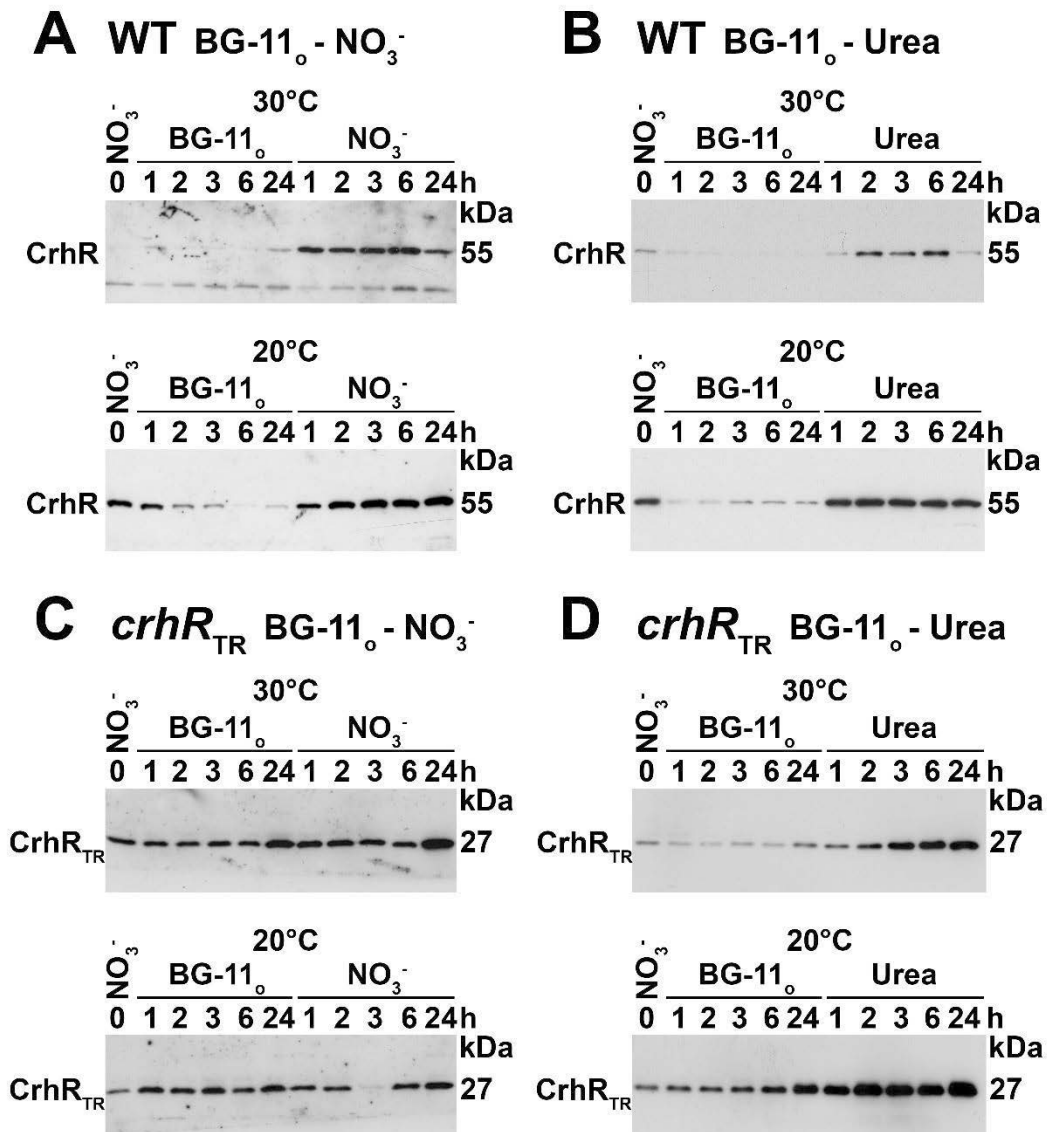 A WT BG-11o - NO3-
30°C
NO3- BG-11o NO3-
0 1 2 3 6 24 1 2 3 6 24 h
kDa
CrhR 55
20°C
NO3- BG-11o NO3-
0 1 2 3 6 24 1 2 3 6 24 h
kDa
CrhR 55
B WT BG-11o - Urea
30°C
NO3- BG-11o Urea
0 1 2 3 6 24 1 2 3 6 24 h
kDa
CrhR 55
20°C
NO3- BG-11o Urea
0 1 2 3 6 24 1 2 3 6 24 h
kDa
CrhR 55
C crhRTR BG-11o - NO3-
30°C
NO3- BG-11o NO3-
0 1 2 3 6 24 1 2 3 6 24 h
kDa
CrhRTR 27
20°C
NO3- BG-11o NO3-
0 1 2 3 6 24 1 2 3 6 24 h
kDa
CrhRTR 27
D crhRTR BG-11o - Urea
30°C
NO3- BG-11o Urea
0 1 2 3 6 24 1 2 3 6 24 h
kDa
CrhRTR 27
20°C
NO3- BG-11o Urea
0 1 2 3 6 24 1 2 3 6 24 h
kDa
CrhRTR 27